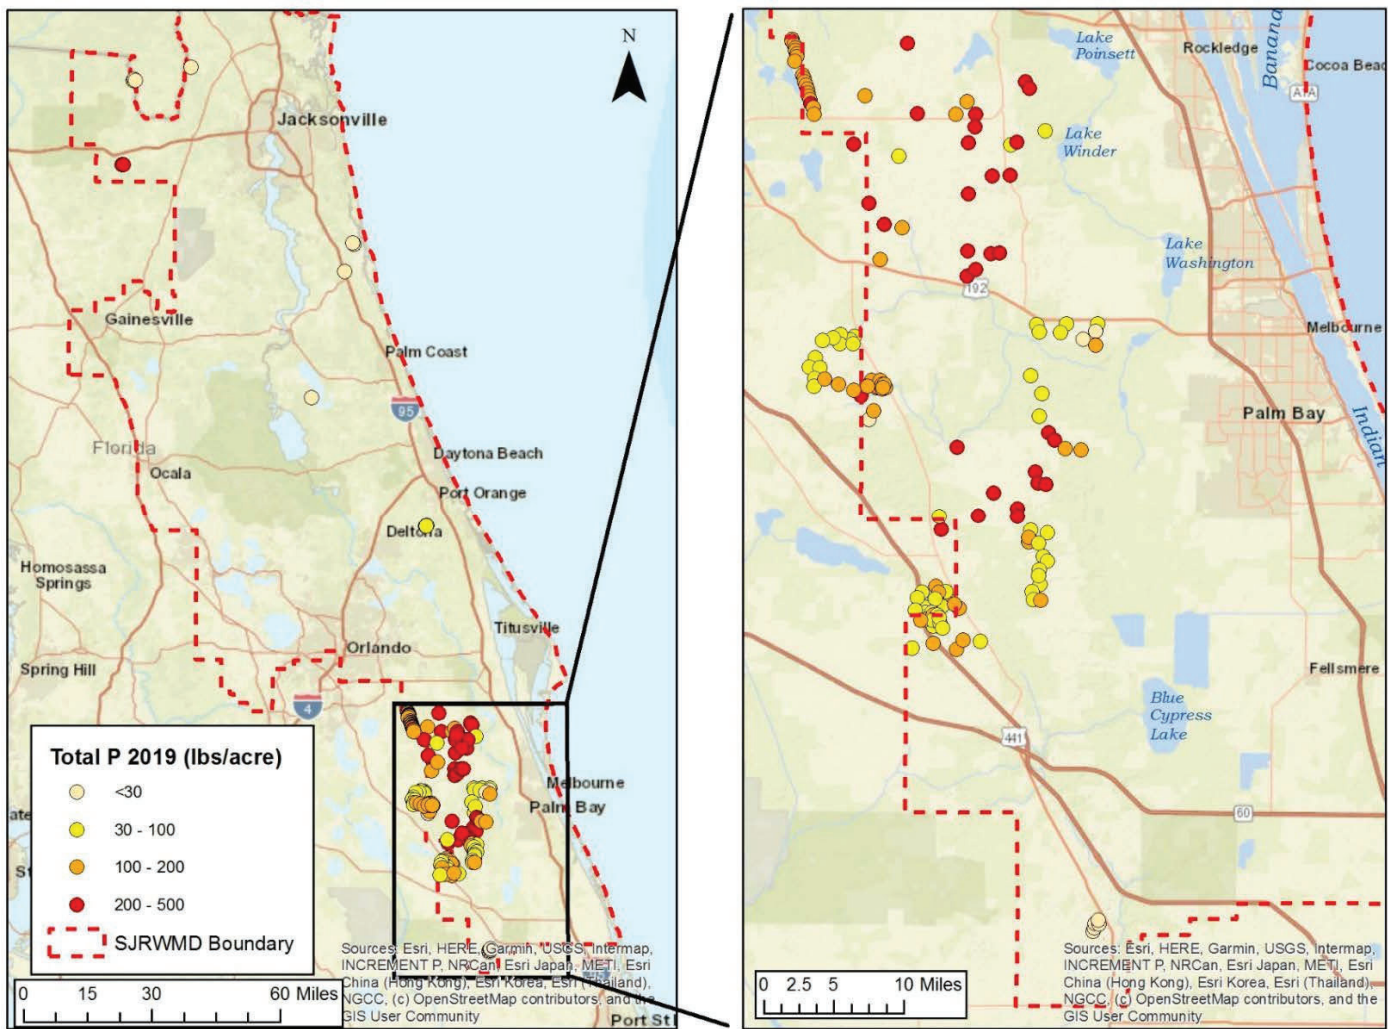 N
Jacksonville
Gainesville
Palm Coast
95
Florida
Ocala
Daytona Beach
Port Orange
Deltona
Homosassa
Springs
Titusville
Orlando
Spring Hill
4
Melbourne
Palm Bay
95
Port St
Total P 2019 (lbs/acre)
<30
30 - 100
100 - 200
200 - 500
SJRWMD Boundary
0 15 30 60 Miles
Sources: Esri, HERE, Garmin, USGS, Intermap,
INCREMENT P, NRCan, Esri Japan, METI, Esri
China (Hong Kong), Esri Korea, Esri (Thailand),
NGCC, (c) OpenStreetMap contributors, and the
GIS User Community
Lake
Poinsett
Rockledge
Banana
Cocoa Beac
A1A
Lake
Winder
Lake
Washington
192
Melbourne
Palm Bay
Indian
Fellsmere
Blue
Cypress
Lake
441
60
0 2.5 5 10 Miles
Sources: Esri, HERE, Garmin, USGS, Intermap,
INCREMENT P, NRCan, Esri Japan, METI, Esri
China (Hong Kong), Esri Korea, Esri (Thailand),
NGCC, (c) OpenStreetMap contributors, and the
GIS User Community